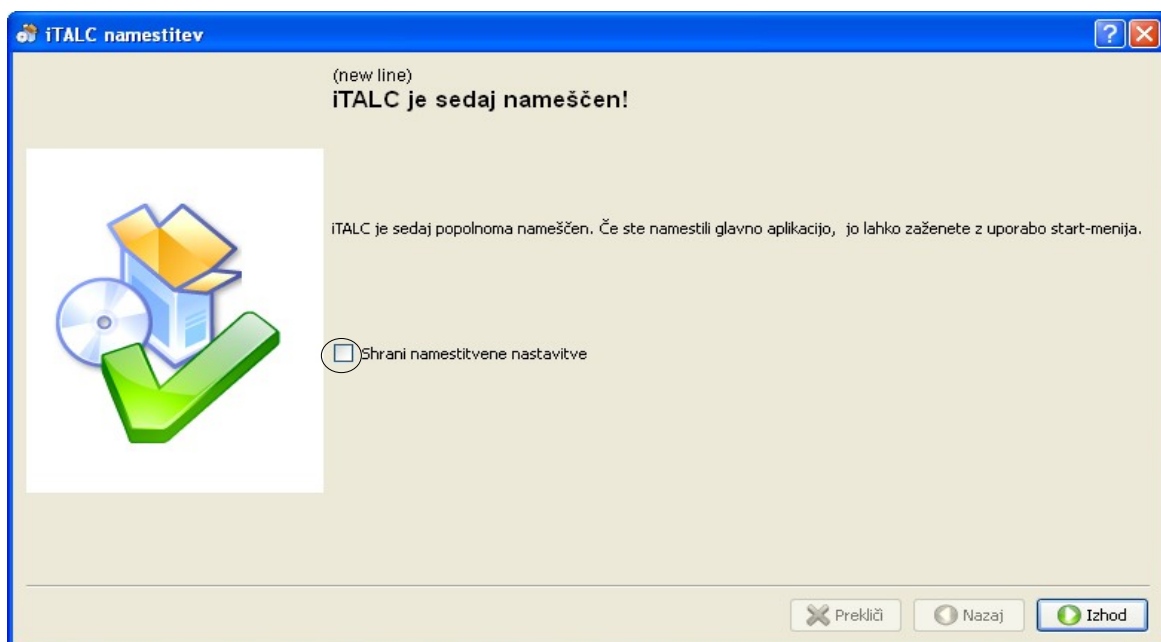 iTALC namestitev
(new line)
iTALC je sedaj nameščen!
iTALC je sedaj popolnoma nameščen. Če ste namestili glavno aplikacijo, jo lahko zaženete z uporabo start-menija.
Shrani namestitvene nastavitve
Prekliči
Nazaj
Izhod